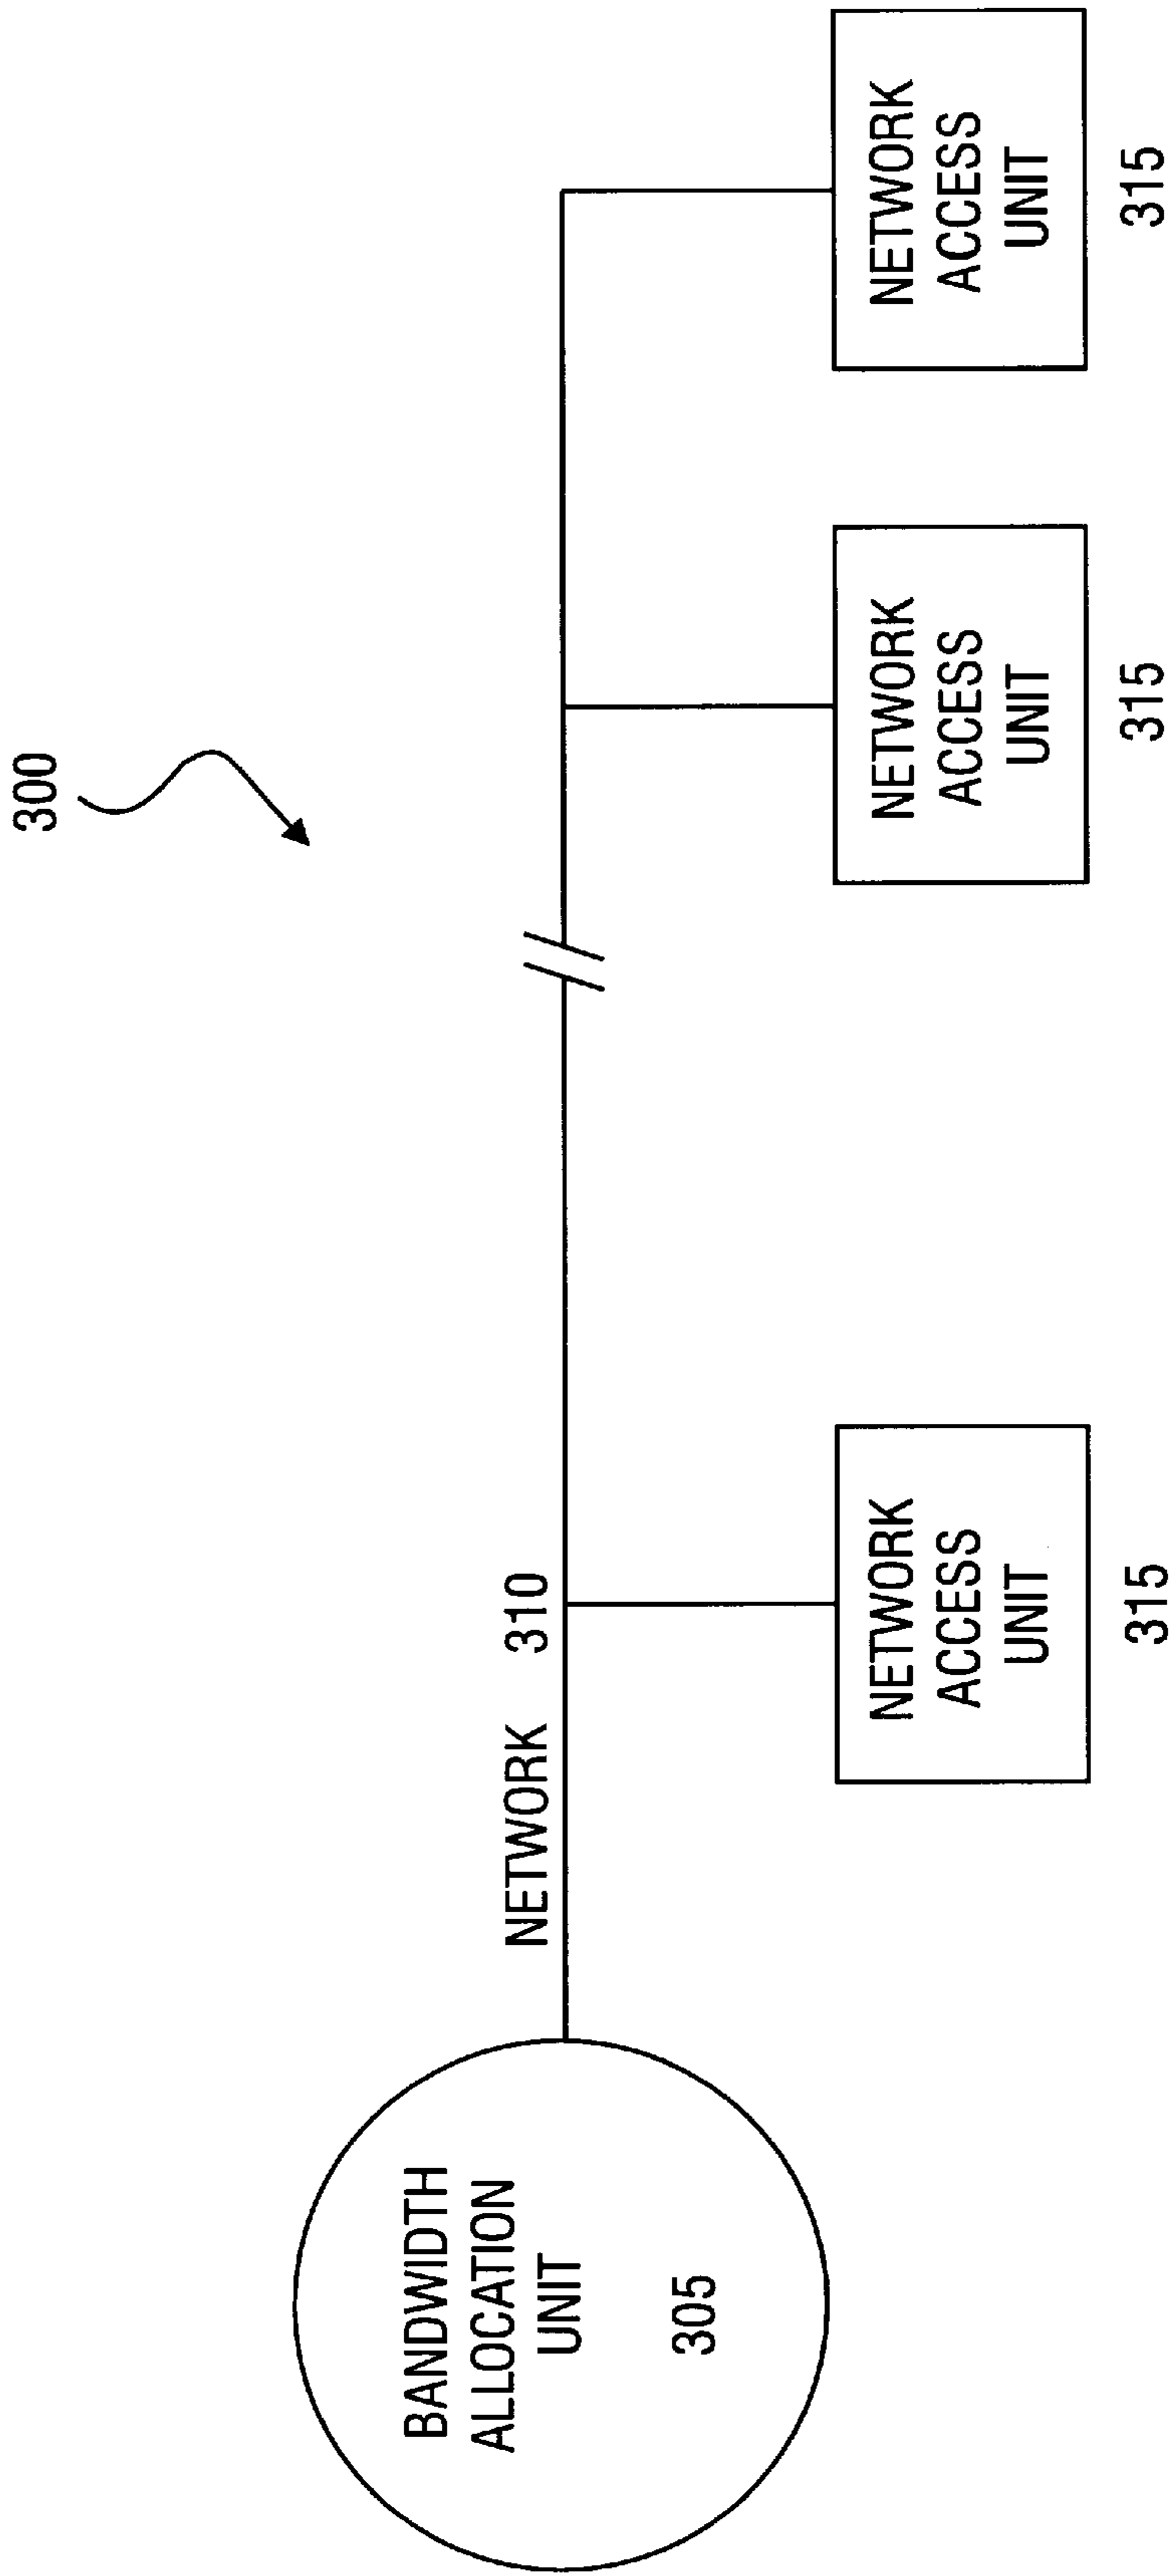 300
NETWORK 310
BANDWIDTH
ALLOCATION
UNIT
305
NETWORK
ACCESS
UNIT
315
NETWORK
ACCESS
UNIT
315
NETWORK
ACCESS
UNIT
315